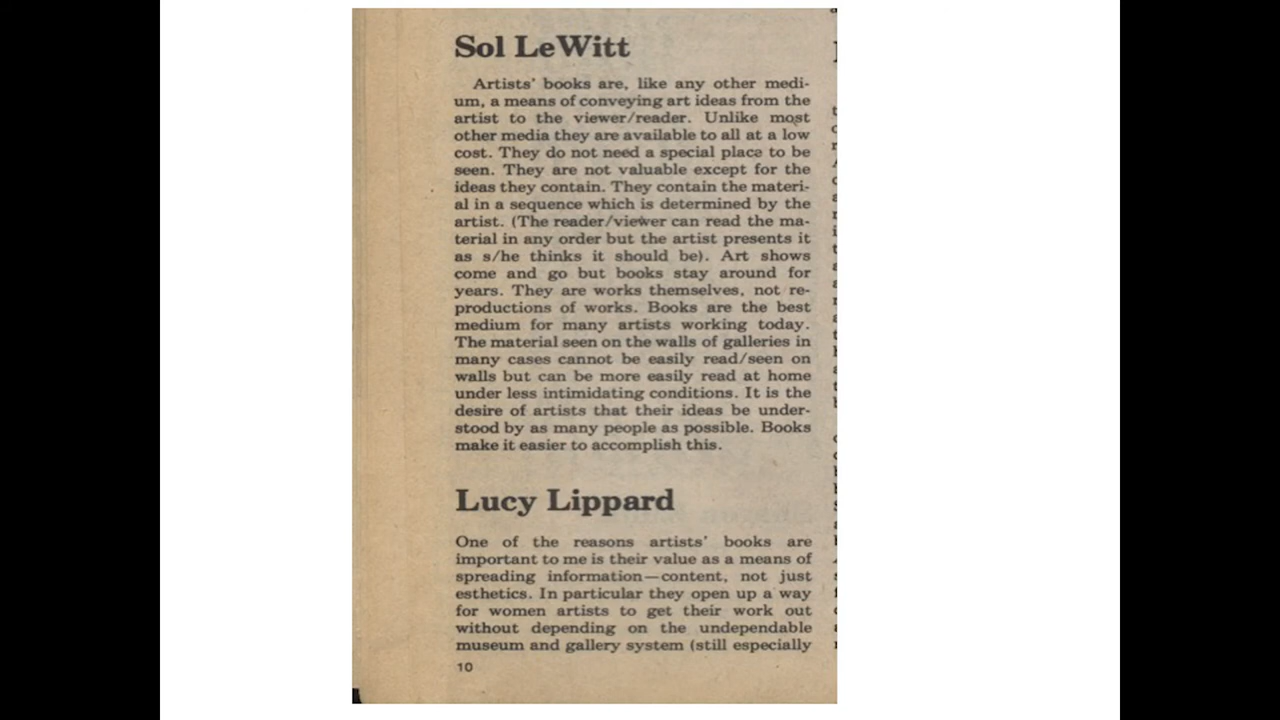 Sol LeWitt
Artists' books are, like any other medi-
um, a means of conveying art ideas from the
artist to the viewer/reader. Unlike most
other media they are available to all at a low
cost. They do not need a special place to be
seen. They are not valuable except for the
ideas they contain. They contain the materi-
al in a sequence which is determined by the
artist. (The reader/viewer can read the ma-
terial in any order but the artist presents it
as s/he thinks it should be). Art shows
come and go but books stay around for
years. They are works themselves, not re-
productions of works. Books are the best
medium for many artists working today.
The material seen on the walls of galleries in
many cases cannot be easily read/seen on
walls but can be more easily read at home
under less intimidating conditions. It is the
desire of artists that their ideas be under-
stood by as many people as possible. Books
make it easier to accomplish this.
Lucy Lippard
One of the reasons artists' books are
important to me is their value as a means of
spreading information—content, not just
esthetics. In particular they open up a way
for women artists to get their work out
without depending on the undependable
museum and gallery system (still especially
10